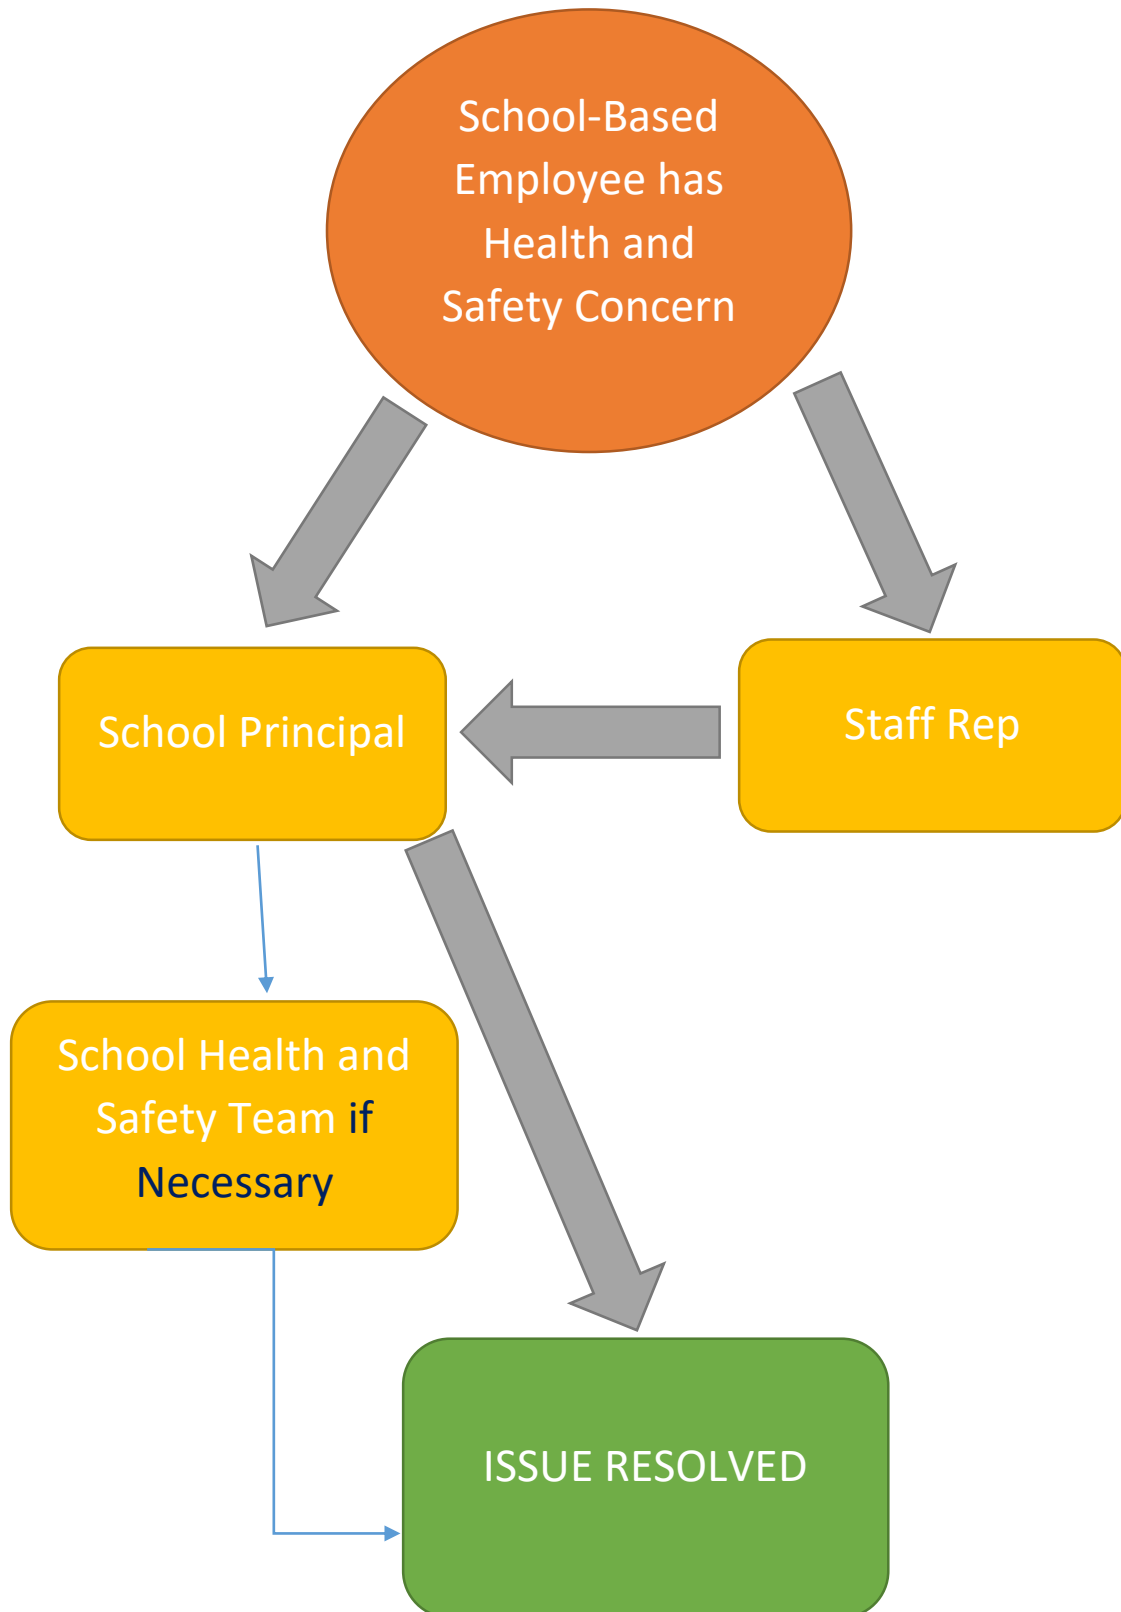 School-Based
Employee has
Health and
Safety Concern
School Principal
Staff Rep
School Health and
Safety Team if
Necessary
ISSUE RESOLVED